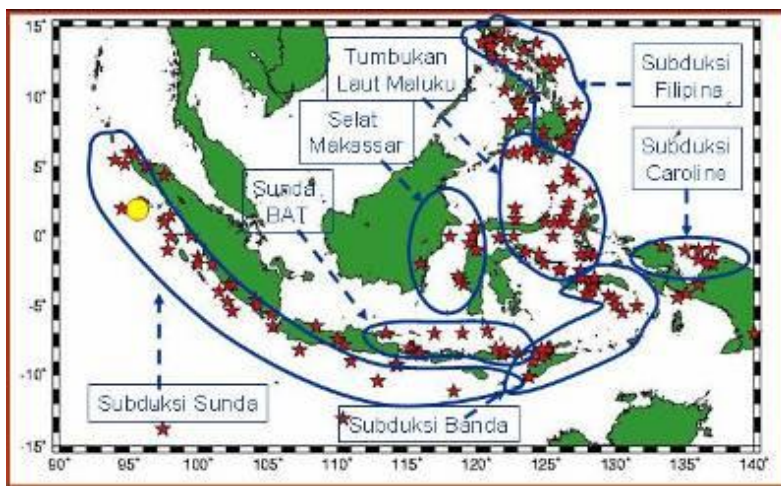 15
10
5
0
-5
-10
-15
90°
95°
100°
105°
110°
115°
120°
125°
130°
135°
140°
Tumbukan
Laut Maluku
Subduksi
Filipina
Selat
Makassar
Subduksi
Caroline
Sunda
BAT
Subduksi Sunda
Subduksi Banda